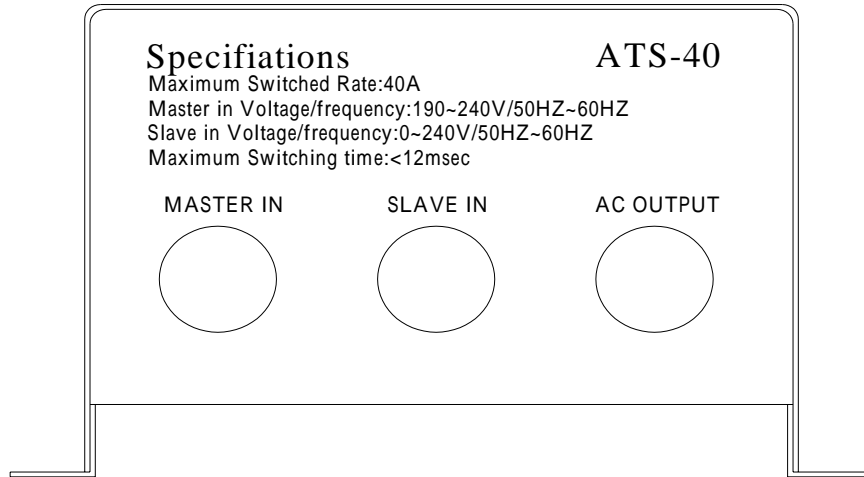 Specifiations ATS-40
Maximum Switched Rate:40A
Master in Voltage/frequency:190~240V/50HZ~60HZ
Slave in Voltage/frequency:0~240V/50HZ~60HZ
Maximum Switching time:<12msec
MASTER IN SLAVE IN AC OUTPUT